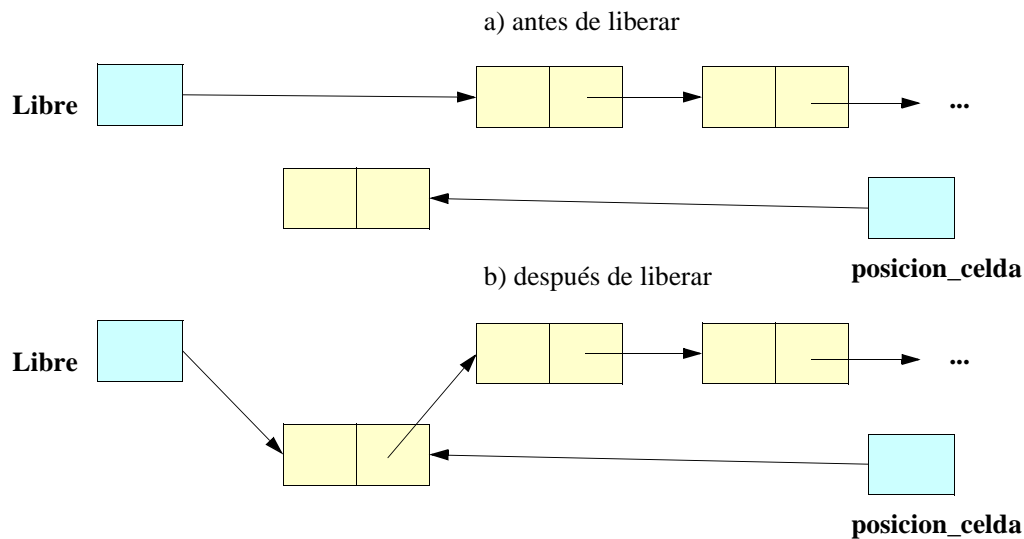 a) antes de liberar
Libre
...
posicion_celda
b) después de liberar
Libre
...
posicion_celda